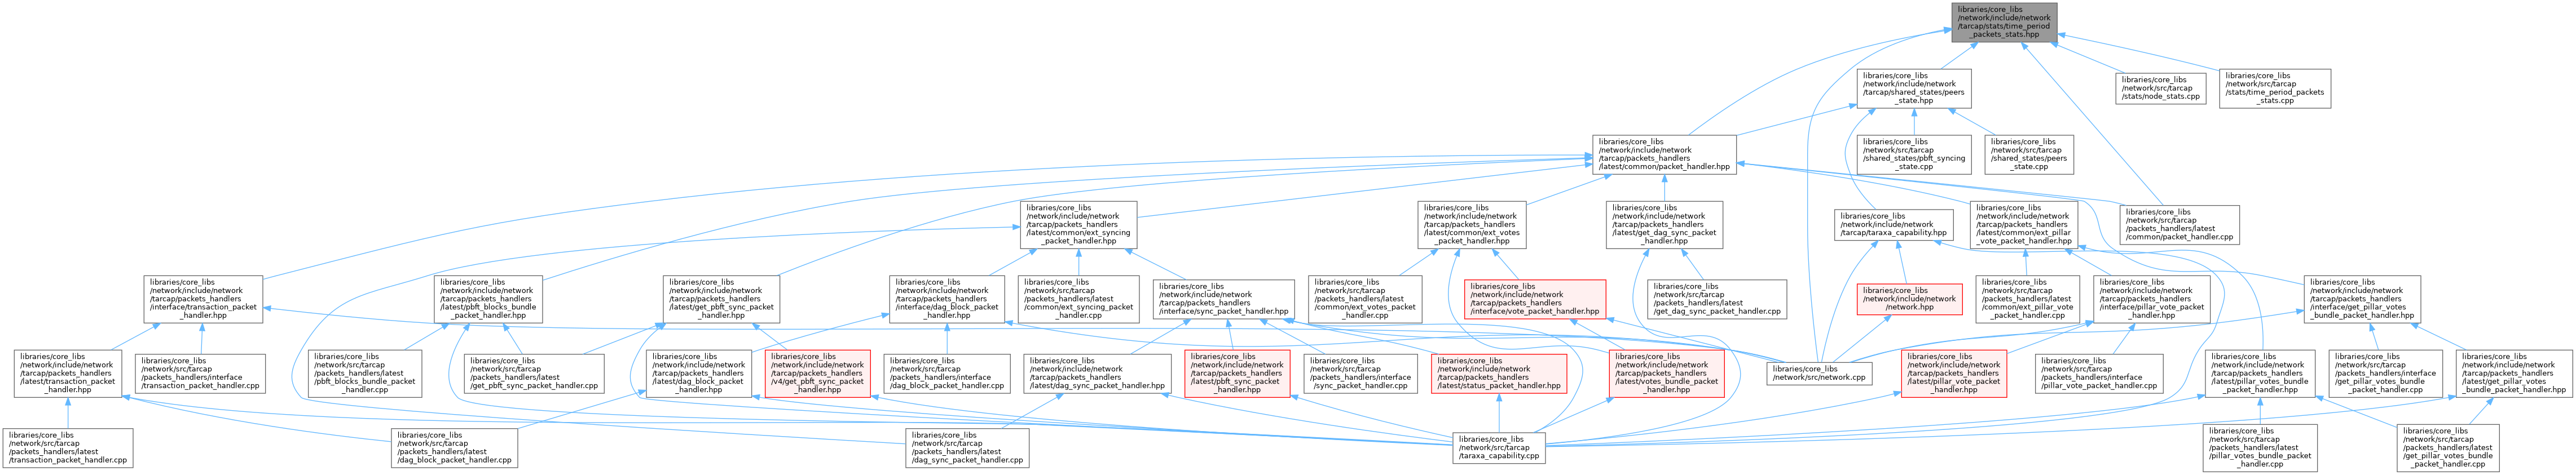 libraries/core_libs
/network/include/network
/tarcap/stats/time_period
_packets_stats.hpp
libraries/core_libs
/network/include/network
/tarcap/shared_states/peers
_state.hpp
libraries/core_libs
/network/src/tarcap
/stats/node_stats.cpp
libraries/core_libs
/network/src/tarcap
/stats/time_period_packets
_stats.cpp
libraries/core_libs
/network/include/network
/tarcap/packets_handlers
/latest/common/packet_handler.hpp
libraries/core_libs
/network/src/tarcap
/shared_states/pbft_syncing
_state.cpp
libraries/core_libs
/network/src/tarcap
/shared_states/peers
_state.cpp
libraries/core_libs
/network/include/network
/tarcap/packets_handlers
/latest/common/ext_syncing
_packet_handler.hpp
libraries/core_libs
/network/include/network
/tarcap/packets_handlers
/latest/common/ext_votes
_packet_handler.hpp
libraries/core_libs
/network/include/network
/tarcap/packets_handlers
/latest/get_dag_sync_packet
_handler.hpp
libraries/core_libs
/network/include/network
/tarcap/taraxa_capability.hpp
libraries/core_libs
/network/include/network
/tarcap/packets_handlers
/latest/common/ext_pillar
_vote_packet_handler.hpp
libraries/core_libs
/network/src/tarcap
/packets_handlers/latest
/common/packet_handler.cpp
libraries/core_libs
/network/include/network
/tarcap/packets_handlers
/interface/transaction_packet
_handler.hpp
libraries/core_libs
/network/include/network
/tarcap/packets_handlers
/latest/pbft_blocks_bundle
_packet_handler.hpp
libraries/core_libs
/network/include/network
/tarcap/packets_handlers
/latest/get_pbft_sync_packet
_handler.hpp
libraries/core_libs
/network/include/network
/tarcap/packets_handlers
/interface/dag_block_packet
_handler.hpp
libraries/core_libs
/network/src/tarcap
/packets_handlers/latest
/common/ext_syncing_packet
_handler.cpp
libraries/core_libs
/network/include/network
/tarcap/packets_handlers
/interface/sync_packet_handler.hpp
libraries/core_libs
/network/src/tarcap
/packets_handlers/latest
/common/ext_votes_packet
_handler.cpp
libraries/core_libs
/network/include/network
/tarcap/packets_handlers
/interface/vote_packet_handler.hpp
libraries/core_libs
/network/src/tarcap
/packets_handlers/latest
/get_dag_sync_packet_handler.cpp
libraries/core_libs
/network/include/network
/network.hpp
libraries/core_libs
/network/src/tarcap
/packets_handlers/latest
/common/ext_pillar_vote
_packet_handler.cpp
libraries/core_libs
/network/include/network
/tarcap/packets_handlers
/interface/pillar_vote_packet
_handler.hpp
libraries/core_libs
/network/include/network
/tarcap/packets_handlers
/interface/get_pillar_votes
_bundle_packet_handler.hpp
libraries/core_libs
/network/include/network
/tarcap/packets_handlers
/latest/transaction_packet
_handler.hpp
libraries/core_libs
/network/src/tarcap
/packets_handlers/interface
/transaction_packet_handler.cpp
libraries/core_libs
/network/src/tarcap
/packets_handlers/latest
/pbft_blocks_bundle_packet
_handler.cpp
libraries/core_libs
/network/src/tarcap
/packets_handlers/latest
/get_pbft_sync_packet_handler.cpp
libraries/core_libs
/network/include/network
/tarcap/packets_handlers
/latest/dag_block_packet
_handler.hpp
libraries/core_libs
/network/include/network
/tarcap/packets_handlers
/v4/get_pbft_sync_packet
_handler.hpp
libraries/core_libs
/network/src/tarcap
/packets_handlers/interface
/dag_block_packet_handler.cpp
libraries/core_libs
/network/include/network
/tarcap/packets_handlers
/latest/dag_sync_packet_handler.hpp
libraries/core_libs
/network/include/network
/tarcap/packets_handlers
/latest/pbft_sync_packet
_handler.hpp
libraries/core_libs
/network/src/tarcap
/packets_handlers/interface
/sync_packet_handler.cpp
libraries/core_libs
/network/include/network
/tarcap/packets_handlers
/latest/status_packet_handler.hpp
libraries/core_libs
/network/include/network
/tarcap/packets_handlers
/latest/votes_bundle_packet
_handler.hpp
libraries/core_libs
/network/src/network.cpp
libraries/core_libs
/network/include/network
/tarcap/packets_handlers
/latest/pillar_vote_packet
_handler.hpp
libraries/core_libs
/network/src/tarcap
/packets_handlers/interface
/pillar_vote_packet_handler.cpp
libraries/core_libs
/network/include/network
/tarcap/packets_handlers
/latest/pillar_votes_bundle
_packet_handler.hpp
libraries/core_libs
/network/src/tarcap
/packets_handlers/interface
/get_pillar_votes_bundle
_packet_handler.cpp
libraries/core_libs
/network/include/network
/tarcap/packets_handlers
/latest/get_pillar_votes
_bundle_packet_handler.hpp
libraries/core_libs
/network/src/tarcap
/packets_handlers/latest
/transaction_packet_handler.cpp
libraries/core_libs
/network/src/tarcap
/packets_handlers/latest
/dag_block_packet_handler.cpp
libraries/core_libs
/network/src/tarcap
/packets_handlers/latest
/dag_sync_packet_handler.cpp
libraries/core_libs
/network/src/tarcap
/taraxa_capability.cpp
libraries/core_libs
/network/src/tarcap
/packets_handlers/latest
/pillar_votes_bundle_packet
_handler.cpp
libraries/core_libs
/network/src/tarcap
/packets_handlers/latest
/get_pillar_votes_bundle
_packet_handler.cpp